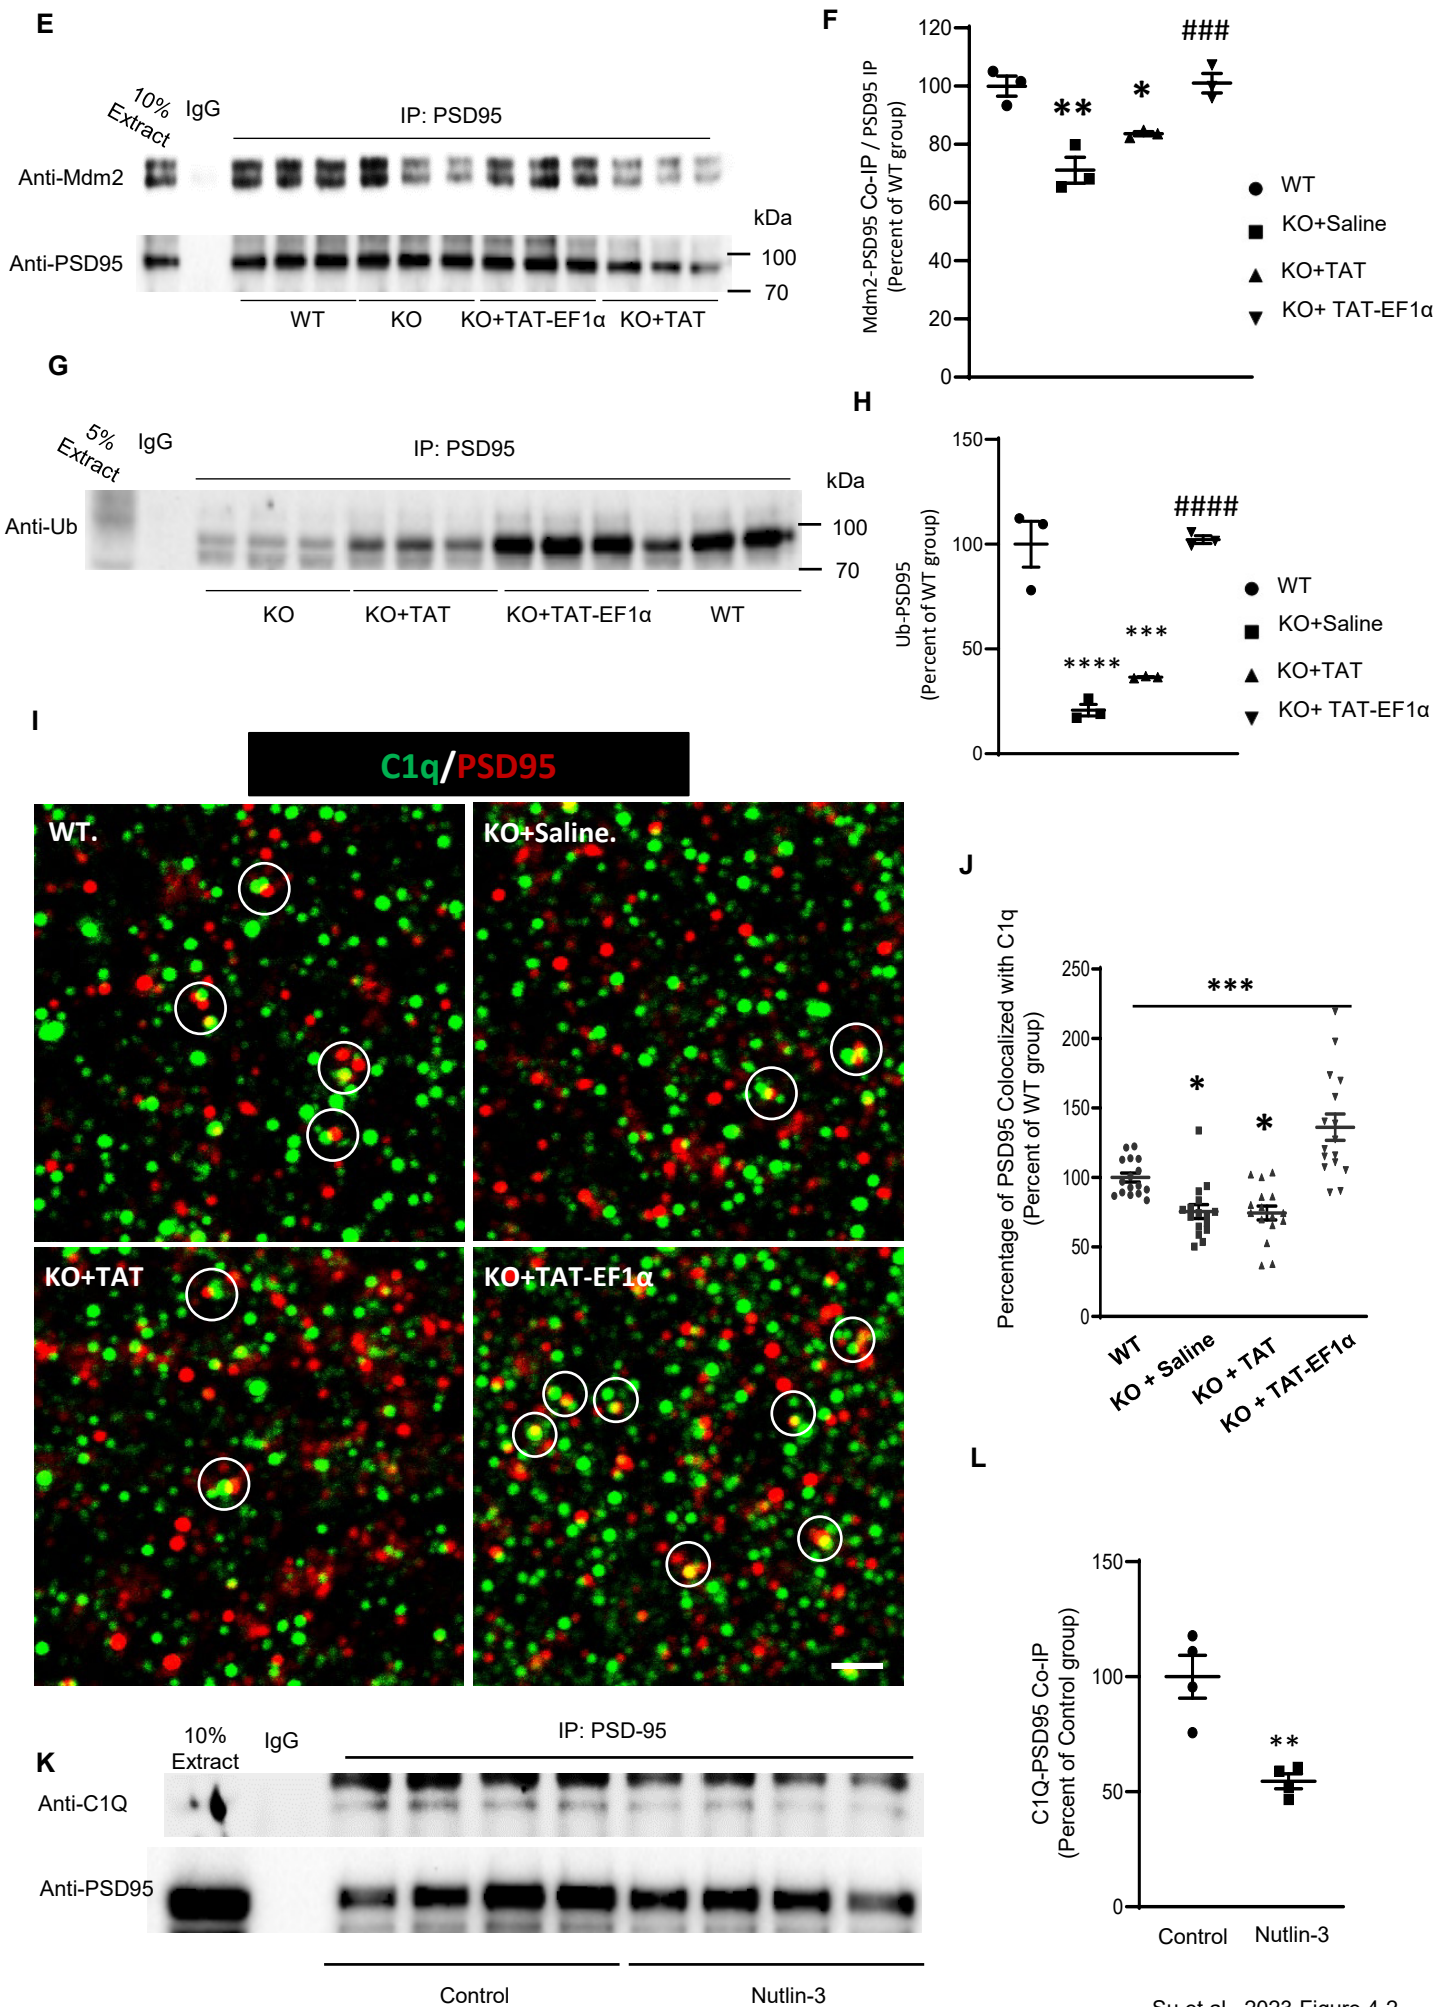 E
10%
Extract
IgG
IP: PSD95
Anti-Mdm2
kDa
Anti-PSD95
100
70
WT KO KO+TAT-EF1α KO+TAT
F
Mdm2-PSD95 Co-IP / PSD95 IP
(Percent of WT group)
120
100
80
60
40
20
0
**
*
###
WT
KO+Saline
KO+TAT
KO+ TAT-EF1α
G
5%
Extract
IgG
IP: PSD95
kDa
Anti-Ub
100
70
KO KO+TAT KO+TAT-EF1α WT
H
Ub-PSD95
(Percent of WT group)
150
100
50
0
****
***
####
WT
KO+Saline
KO+TAT
KO+ TAT-EF1α
I
C1q/PSD95
WT.
KO+Saline.
KO+TAT
KO+TAT-EF1α
J
Percentage of PSD95 Colocalized with C1q
(Percent of WT group)
250
200
150
100
50
0
***
*
*
WT
KO + Saline
KO + TAT
KO + TAT-EF1α
K
10%
Extract
IgG
IP: PSD-95
Anti-C1Q
Anti-PSD95
Control Nutlin-3
L
C1Q-PSD95 Co-IP
(Percent of Control group)
150
100
50
0
**
Control Nutlin-3
Su et al., 2023 Figure 4-2